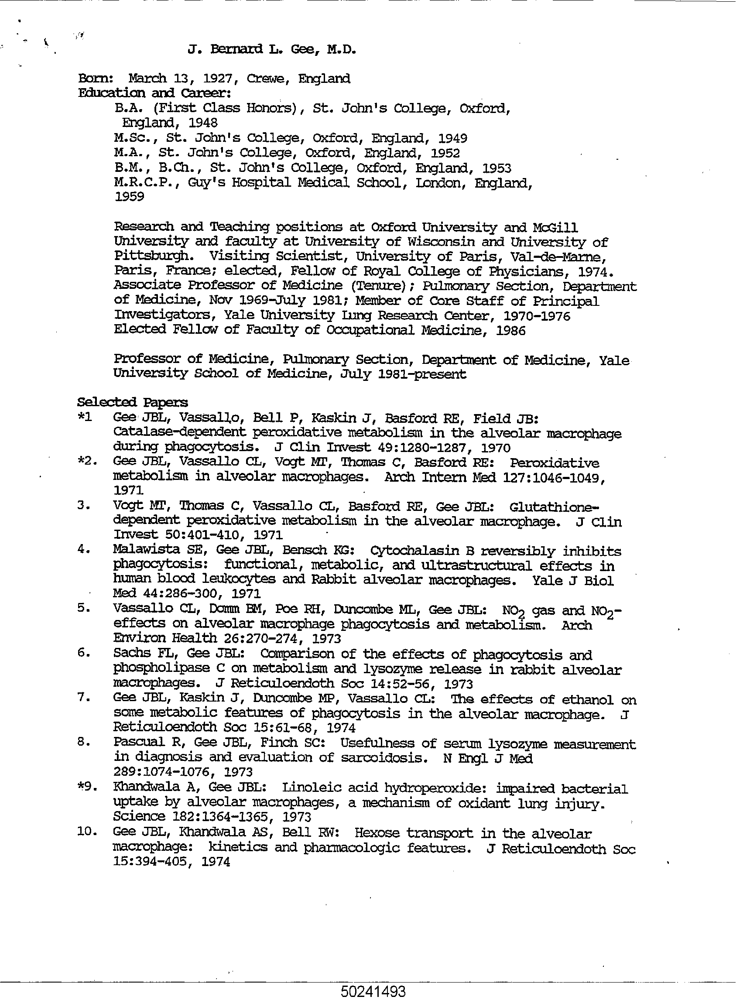 J. Bernard L. Gee, M.D.
Born: March 13, 1927, Crewe, England
Education and Career:
B.A. (First Class Honors), St. John's College, Oxford,
England, 1948
M.Sc., St. John's College, Oxford, England, 1949
M.A., St. John's College, Oxford, England, 1952
B.M., B.Ch., St. John's College, Oxford, England, 1953
M.R.C.P., Guy's Hospital Medical School, London, England,
1959
Research and Teaching positions at Oxford University and McGill
University and faculty at University of Wisconsin and University of
Pittsburgh. Visiting Scientist, University of Paris, Val-de-Marne,
Paris, France; elected, Fellow of Royal College of Physicians, 1974.
Associate Professor of Medicine (Tenure); Pulmonary Section, Department
of Medicine, Nov 1969-July 1981; Member of Core Staff of Principal
Investigators, Yale University Lung Research Center, 1970-1976
Elected Fellow of Faculty of Occupational Medicine, 1986
Professor of Medicine, Pulmonary Section, Department of Medicine, Yale
University School of Medicine, July 1981-present
Selected Papers
*1 Gee JBL, Vassallo, Bell P, Kaskin J, Basford RE, Field JB:
Catalase-dependent peroxidative metabolism in the alveolar macrophage
during phagocytosis. J Clin Invest 49:1280-1287, 1970
*2. Gee JBL, Vassallo CL, Vogt MT, Thomas C, Basford RE: Peroxidative
metabolism in alveolar macrophages. Arch Intern Med 127:1046-1049,
1971
3. Vogt MT, Thomas C, Vassallo CL, Basford RE, Gee JBL: Glutathione-
dependent peroxidative metabolism in the alveolar macrophage. J Clin
Invest 50:401-410, 1971
4. Malawista SE, Gee JBL, Bensch KG: Cytochalasin B reversibly inhibits
phagocytosis: functional, metabolic, and ultrastructural effects in
human blood leukocytes and Rabbit alveolar macrophages. Yale J Biol
Med 44:286-300, 1971
5. Vassallo CL, Domm BM, Poe RH, Duncombe ML, Gee JBL: NO2 gas and NO2-
effects on alveolar macrophage phagocytosis and metabolism. Arch
Environ Health 26:270-274, 1973
6. Sachs FL, Gee JBL: Comparison of the effects of phagocytosis and
phospholipase C on metabolism and lysozyme release in rabbit alveolar
macrophages. J Reticuloendoth Soc 14:52-56, 1973
7. Gee JBL, Kaskin J, Duncombe MP, Vassallo CL: The effects of ethanol on
some metabolic features of phagocytosis in the alveolar macrophage. J
Reticuloendoth Soc 15:61-68, 1974
8. Pascual R, Gee JBL, Finch SC: Usefulness of serum lysozyme measurement
in diagnosis and evaluation of sarcoidosis. N Engl J Med
289:1074-1076, 1973
*9. Khandwala A, Gee JBL: Linoleic acid hydroperoxide: impaired bacterial
uptake by alveolar macrophages, a mechanism of oxidant lung injury.
Science 182:1364-1365, 1973
10. Gee JBL, Khandwala AS, Bell RW: Hexose transport in the alveolar
macrophage: kinetics and pharmacologic features. J Reticuloendoth Soc
15:394-405, 1974
50241493